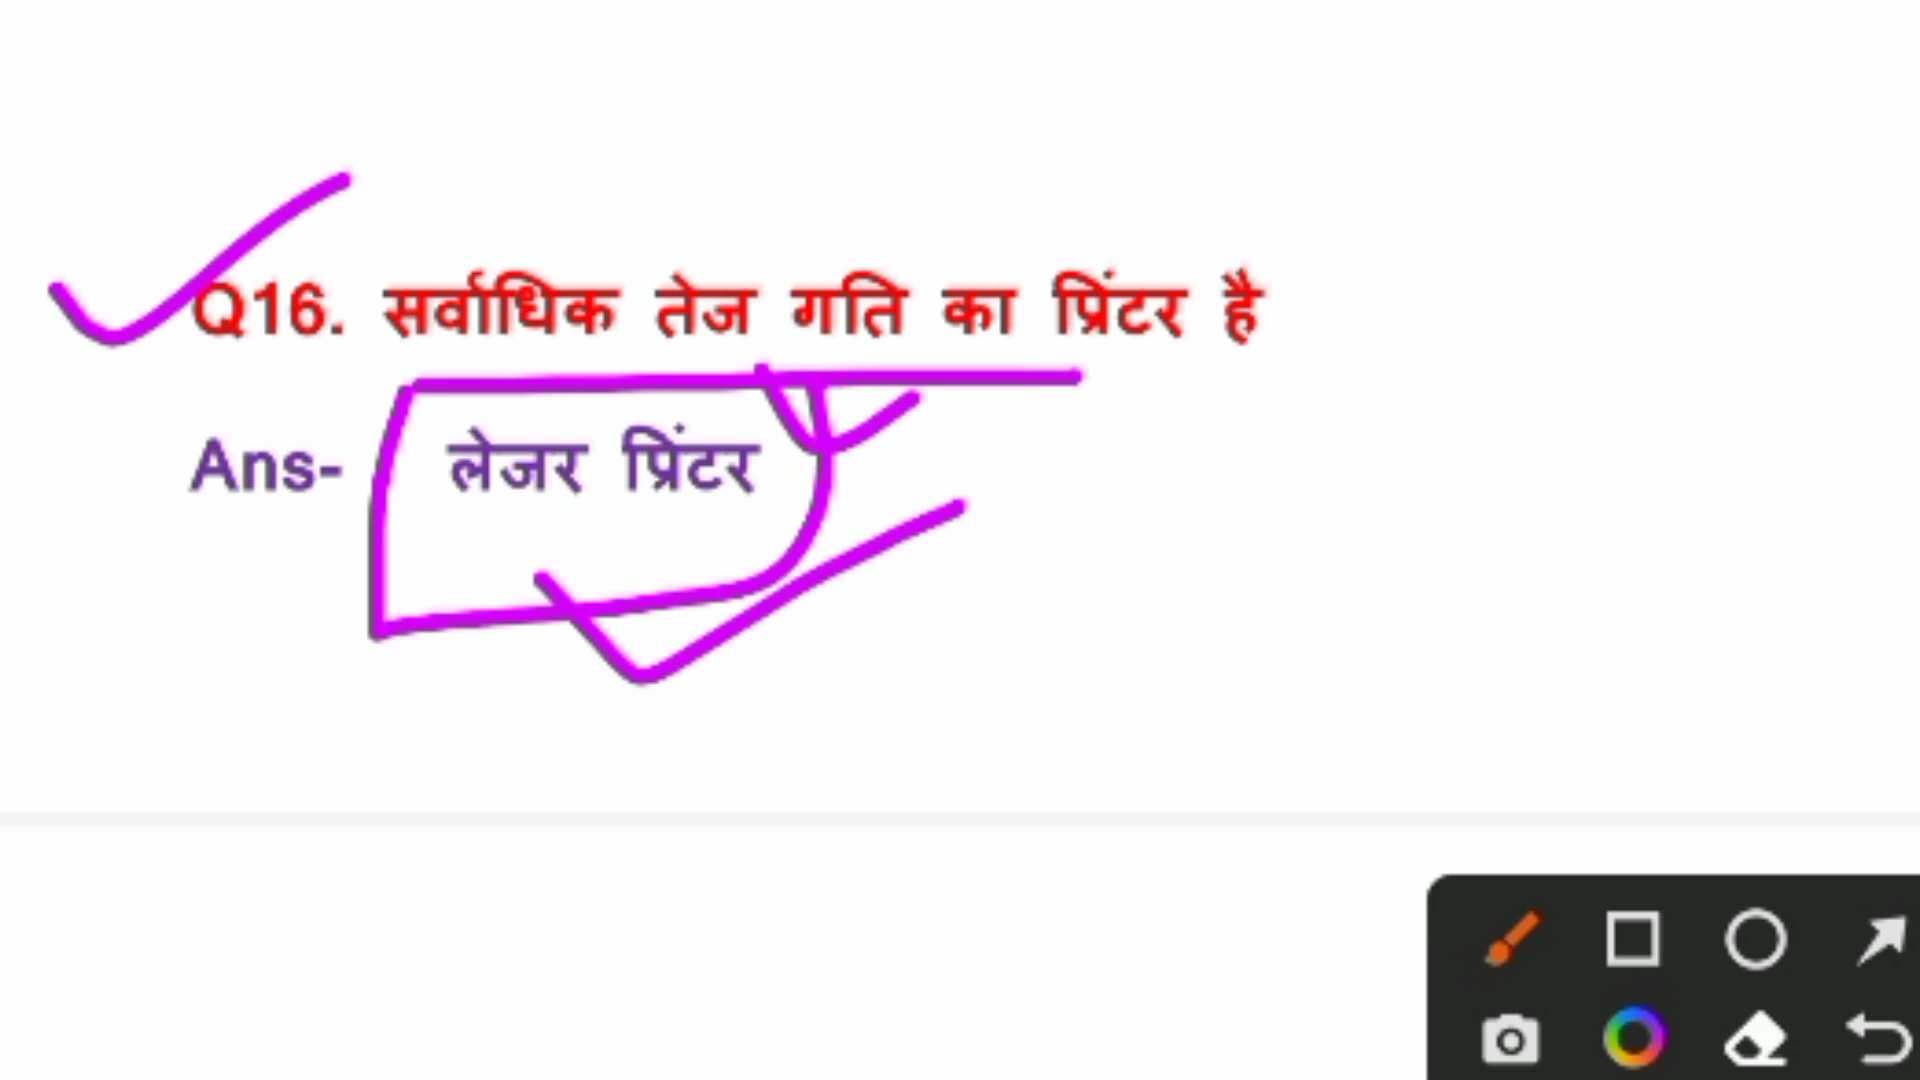 Q16. सर्वाधिक तेज गति का प्रिंटर है
Ans- लेजर प्रिंटर